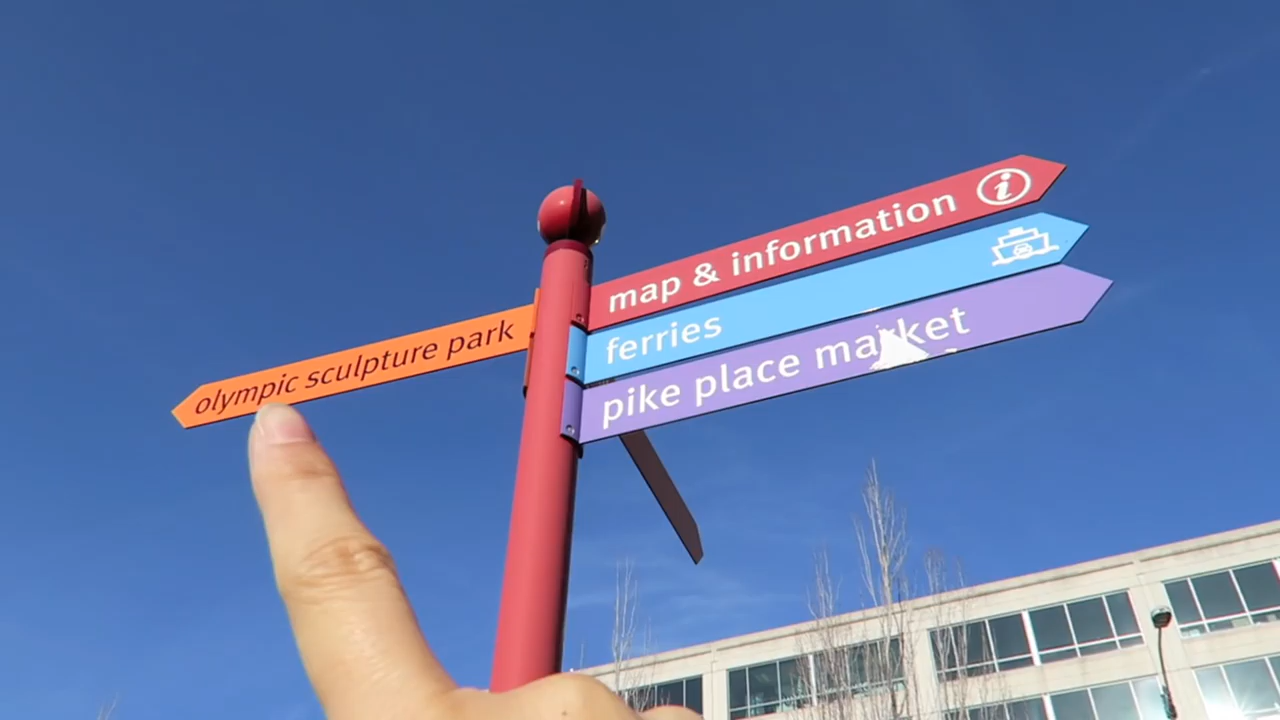 olympic sculpture park
map & information i
ferries
pike place market